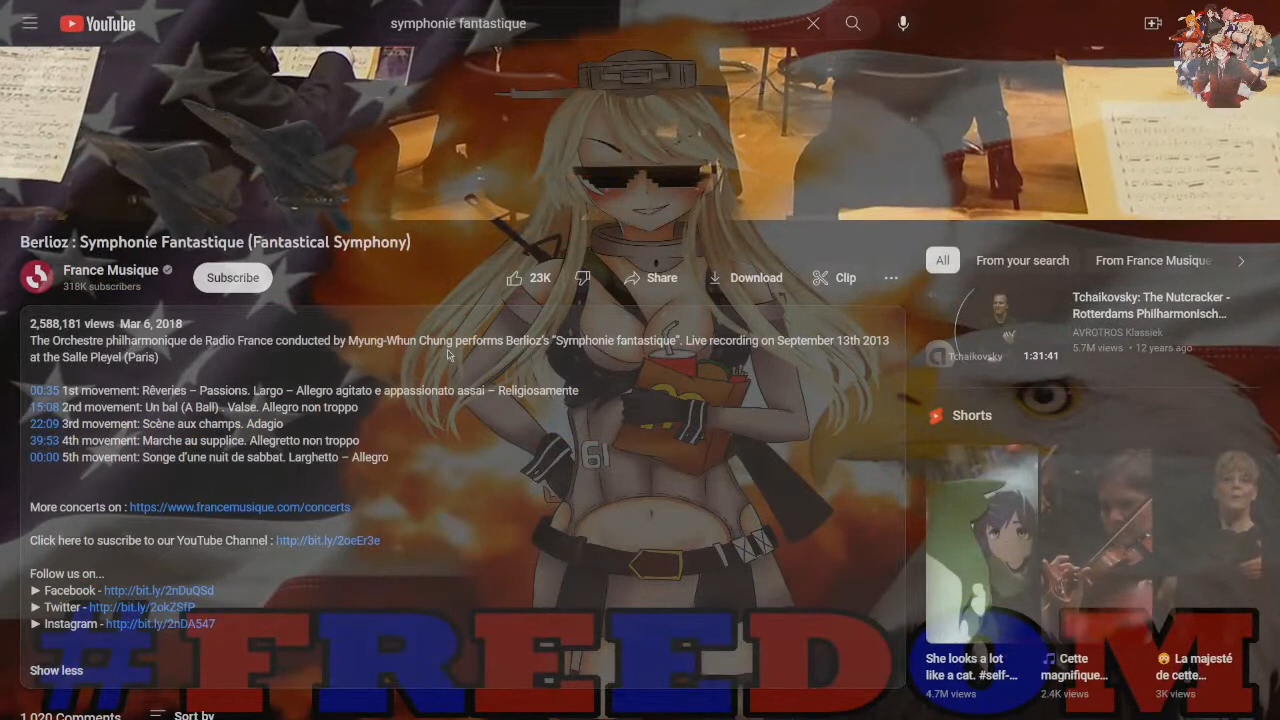 YouTube
symphonie fantastique
Berlioz : Symphonie Fantastique (Fantastical Symphony)
France Musique
318K subscribers
Subscribe
23K
Share
Download
Clip
2,588,181 views Mar 6, 2018
The Orchestre philharmonique de Radio France conducted by Myung-Whun Chung performs Berlioz's "Symphonie fantastique". Live recording on September 13th 2013
at the Salle Pleyel (Paris)
00:35 1st movement: Rêveries – Passions. Largo – Allegro agitato e appassionato assai – Religiosamente
15:08 2nd movement: Un bal (A Ball) . Valse. Allegro non troppo
22:09 3rd movement: Scène aux champs. Adagio
39:53 4th movement: Marche au supplice. Allegretto non troppo
00:00 5th movement: Songe d'une nuit de sabbat. Larghetto – Allegro
More concerts on : https://www.francemusique.com/concerts
Click here to suscribe to our YouTube Channel : http://bit.ly/2oeEr3e
Follow us on...
► Facebook - http://bit.ly/2nDuQSd
► Twitter - http://bit.ly/2okZSfP
► Instagram - http://bit.ly/2nDA547
Show less
1,020 Comments
Sort by
All
From your search
From France Musique
Tchaikovsky: The Nutcracker -
Rotterdams Philharmonisch...
AVROTROS Klassiek
5.7M views • 12 years ago
Tchaikovsky
1:31:41
Shorts
She looks a lot
like a cat. #self-...
4.7M views
🎵 Cette
magnifique...
2.4K views
😮 La majesté
de cette...
3K views
61
#FREEDOM